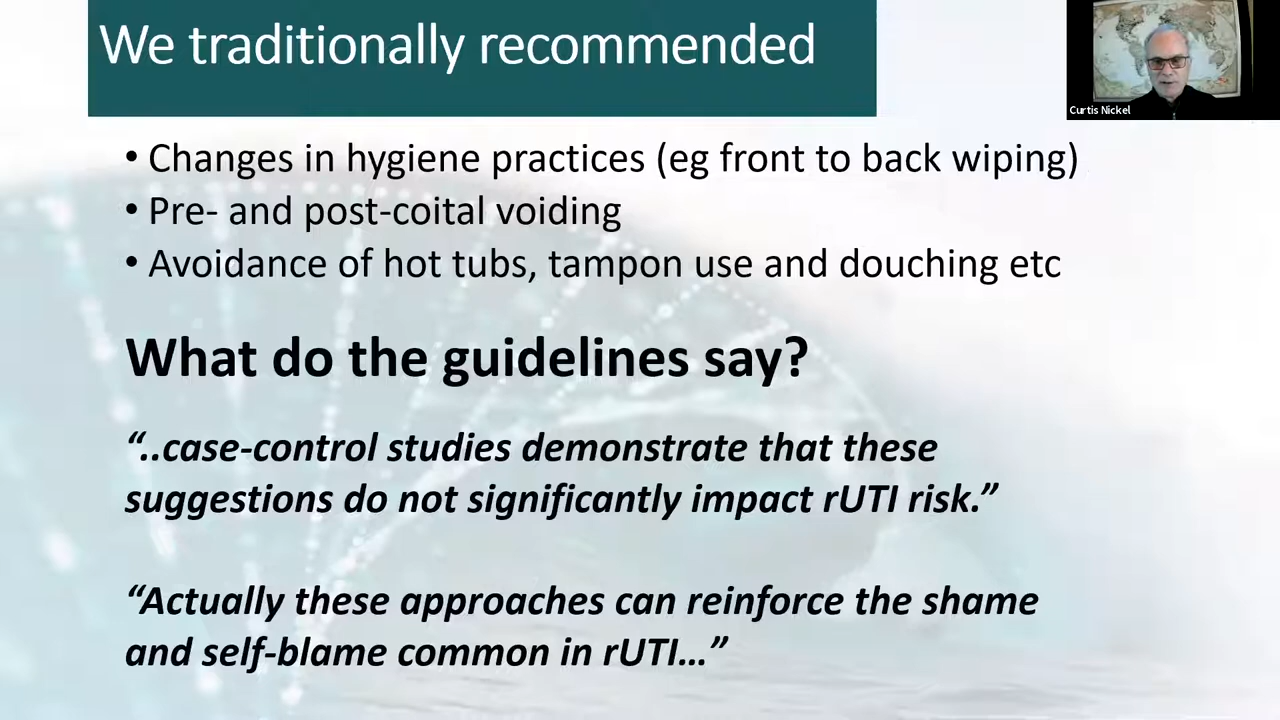 We traditionally recommended
Curtis Nickel
• Changes in hygiene practices (eg front to back wiping)
• Pre- and post-coital voiding
• Avoidance of hot tubs, tampon use and douching etc
What do the guidelines say?
“..case-control studies demonstrate that these
suggestions do not significantly impact rUTI risk.”
“Actually these approaches can reinforce the shame
and self-blame common in rUTI…”